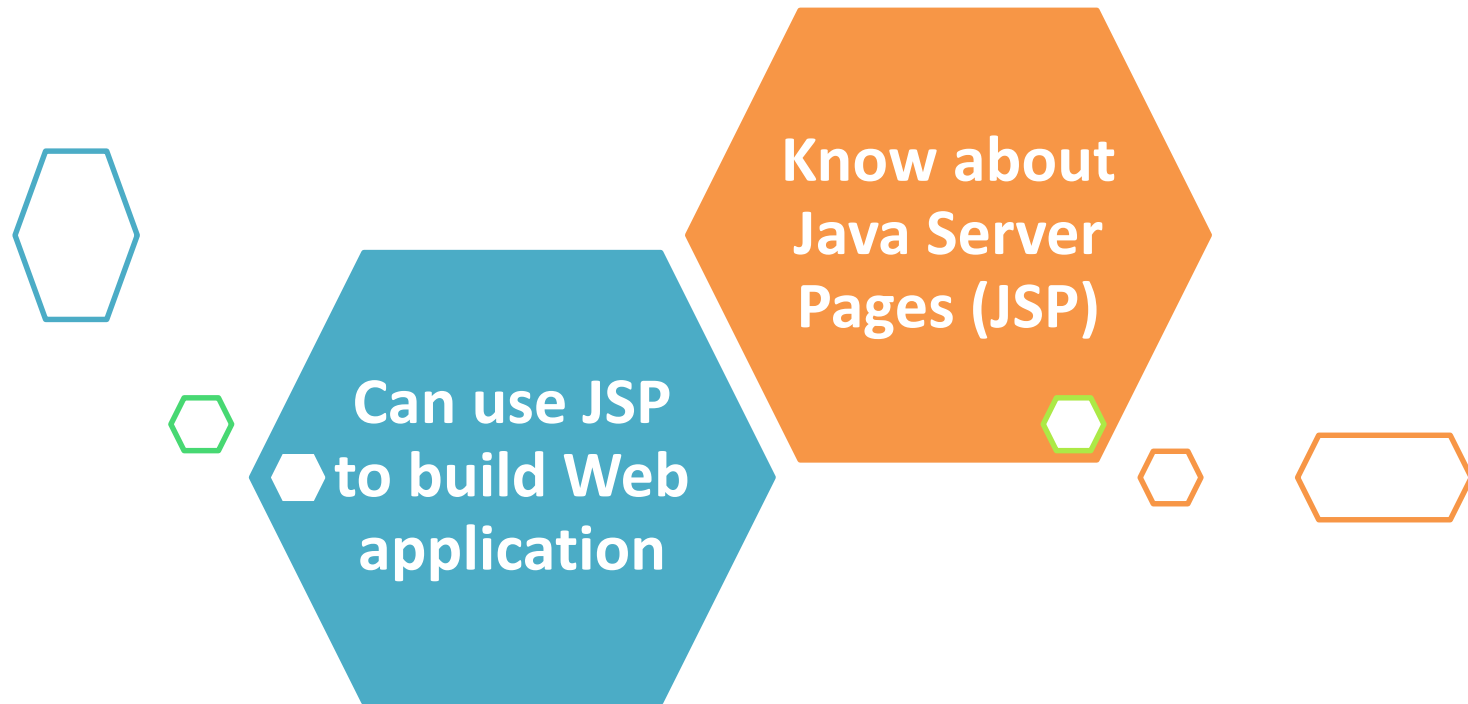 Know about
Java Server
Pages (JSP)
Can use JSP
to build Web
application